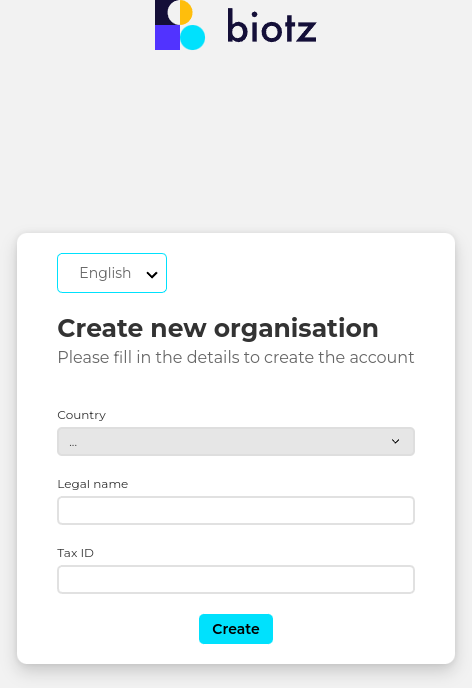 biotz
English
Create new organisation
Please fill in the details to create the account
Country
...
Legal name
Tax ID
Create